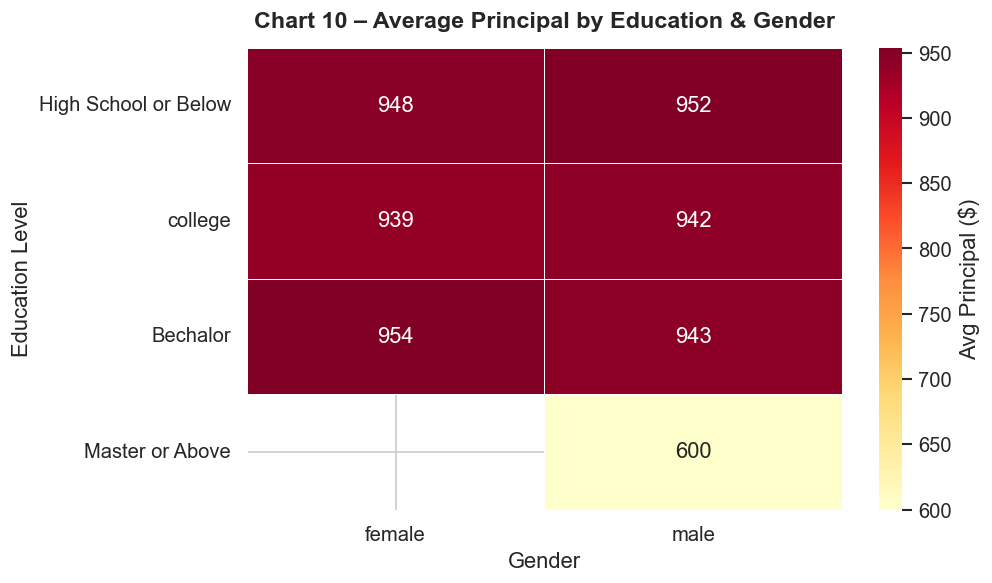 Chart 10 – Average Principal by Education & Gender
High School or Below
948
952
college
939
942
Bechalor
954
943
Master or Above
600
female
male
Gender
Education Level
950
900
850
800
750
700
650
600
Avg Principal ($)